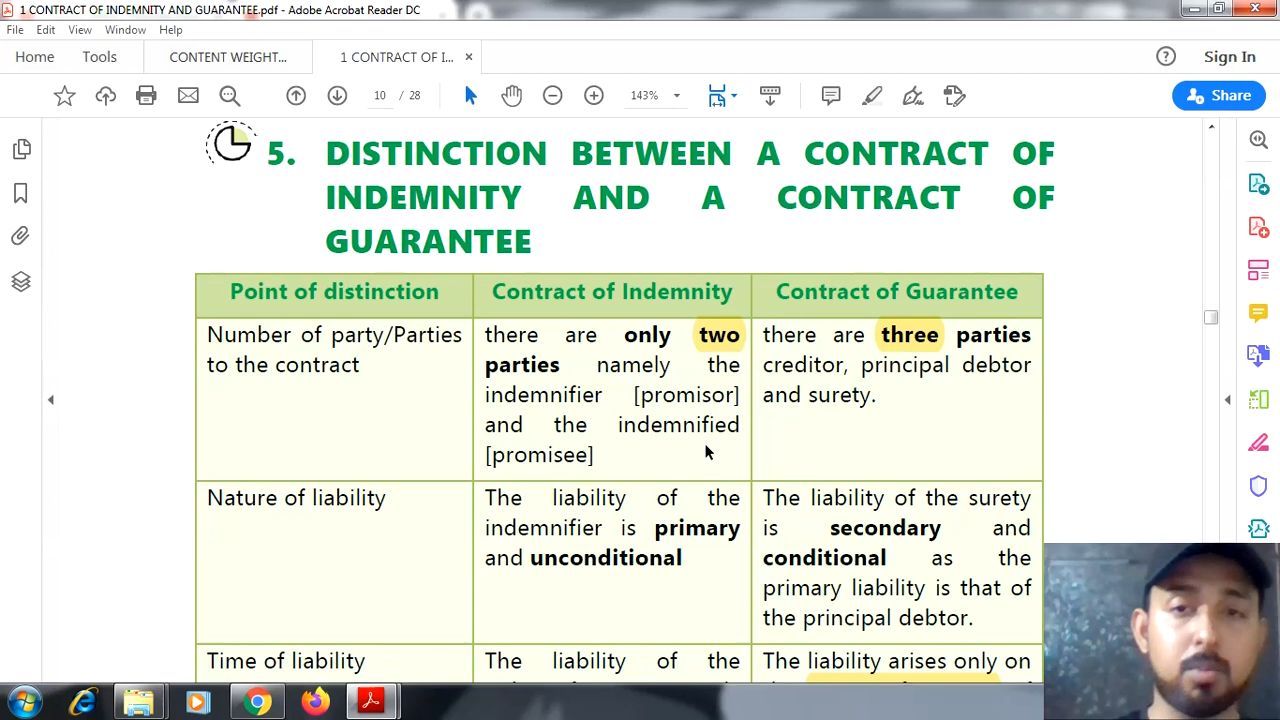 1 CONTRACT OF INDEMNITY AND GUARANTEE.pdf - Adobe Acrobat Reader DC
File Edit View Window Help
Home Tools CONTENT WEIGHT... 1 CONTRACT OF I... × Sign In
10 / 28 143% Share
5. DISTINCTION BETWEEN A CONTRACT OF
INDEMNITY AND A CONTRACT OF
GUARANTEE
Point of distinction Contract of Indemnity Contract of Guarantee
Number of party/Parties
to the contract
there are only two
parties namely the
indemnifier [promisor]
and the indemnified
[promisee]
there are three parties
creditor, principal debtor
and surety.
Nature of liability
The liability of the
indemnifier is primary
and unconditional
The liability of the surety
is secondary and
conditional as the
primary liability is that of
the principal debtor.
Time of liability
The liability of the
The liability arises only on